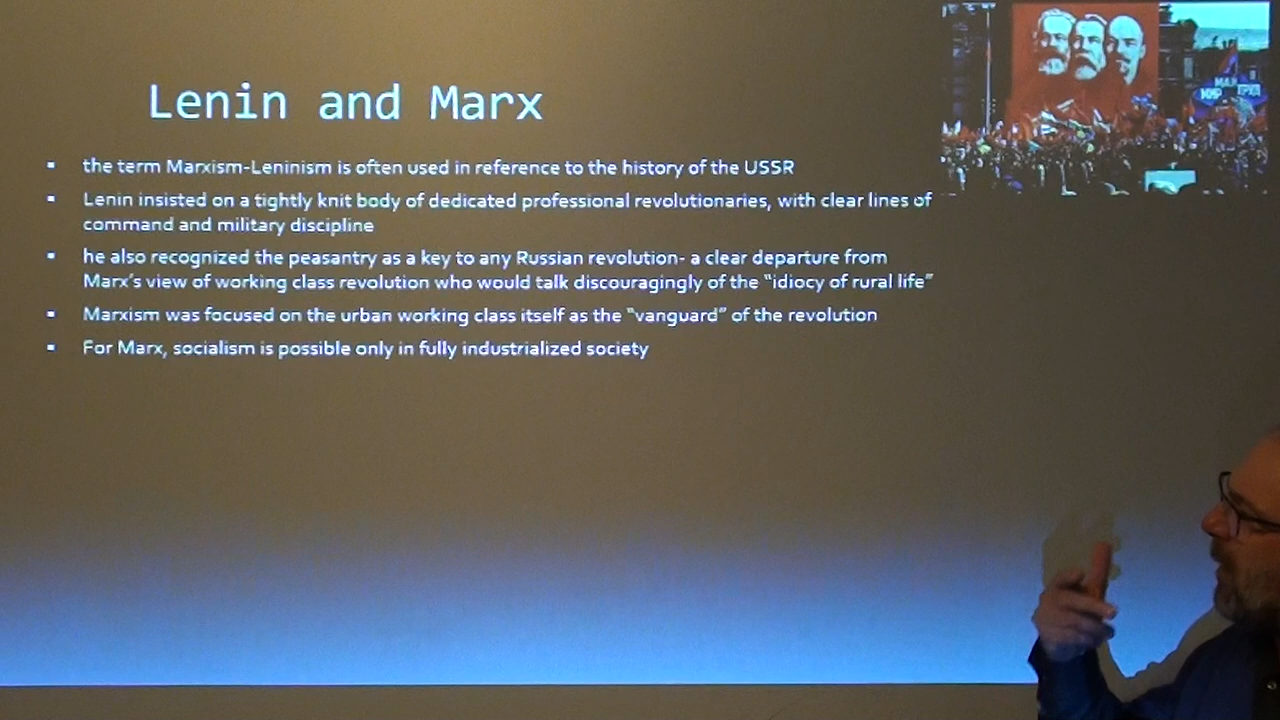 Lenin and Marx
▪ the term Marxism-Leninism is often used in reference to the history of the USSR
▪ Lenin insisted on a tightly knit body of dedicated professional revolutionaries, with clear lines of
command and military discipline
▪ he also recognized the peasantry as a key to any Russian revolution- a clear departure from
Marx's view of working class revolution who would talk discouragingly of the "idiocy of rural life"
▪ Marxism was focused on the urban working class itself as the "vanguard" of the revolution
▪ For Marx, socialism is possible only in fully industrialized society
МИР